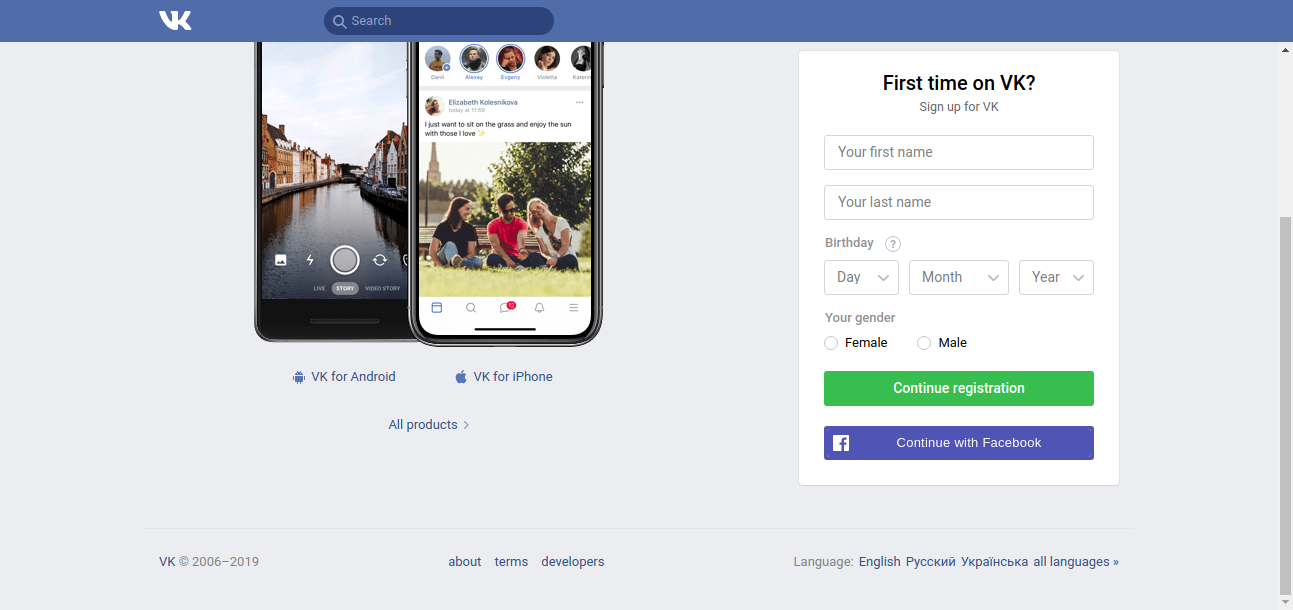 VK
Search
Danil Alexey Evgeny Violetta
Elizabeth Kolesnikova
today at 11:59
I just want to sit on the grass and enjoy the sun
with those I love ✨
LIVE STORY VIDEO STORY
VK for Android
VK for iPhone
All products
First time on VK?
Sign up for VK
Your first name
Your last name
Birthday ?
Day Month Year
Your gender
Female Male
Continue registration
Continue with Facebook
VK © 2006–2019
about terms developers
Language: English Русский Українська all languages »